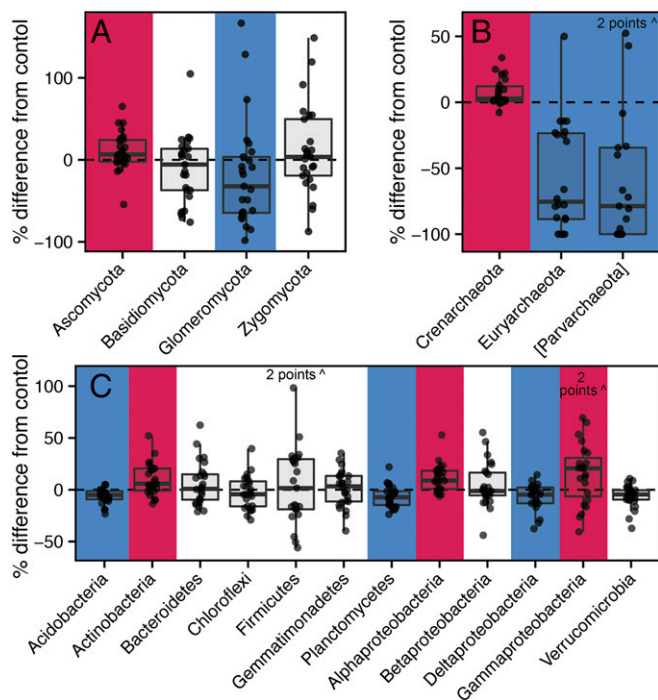 A
% difference from contol
100
0
−100
Ascomycota
Basidiomycota
Glomeromycota
Zygomycota
B
2 points ^
% difference from contol
50
0
−50
−100
Crenarchaeota
Euryarchaeota
[Parvarchaeota]
C
2 points ^
2
points ^
% difference from contol
100
50
0
−50
Acidobacteria
Actinobacteria
Bacteroidetes
Chloroflexi
Firmicutes
Gemmatimonadetes
Planctomycetes
Alphaproteobacteria
Betaproteobacteria
Deltaproteobacteria
Gammaproteobacteria
Verrucomicrobia